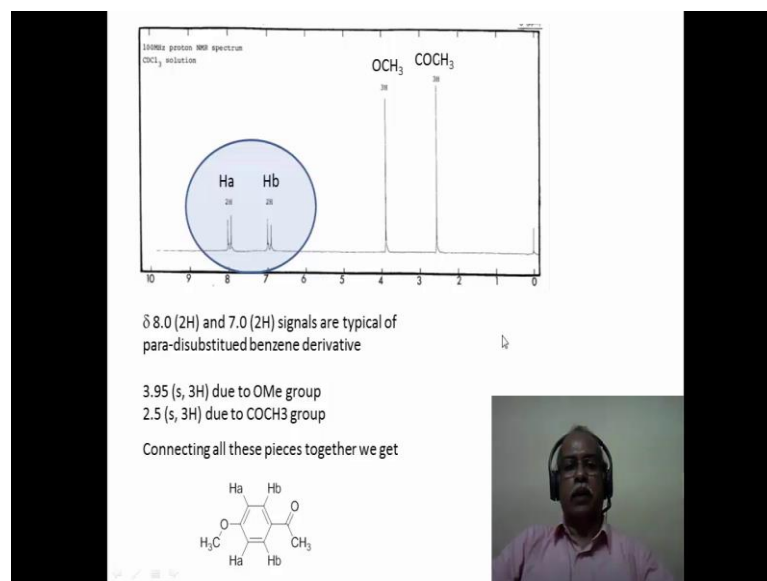 100MHz proton NMR spectrum
CDCl3 solution
OCH3
COCH3
3H
3H
Ha
Hb
2H
2H
10 9 8 7 6 5 4 3 2 1 0
δ 8.0 (2H) and 7.0 (2H) signals are typical of
para-disubstitued benzene derivative
3.95 (s, 3H) due to OMe group
2.5 (s, 3H) due to COCH3 group
Connecting all these pieces together we get
Ha
Hb
O
O
H3C
CH3
Ha
Hb